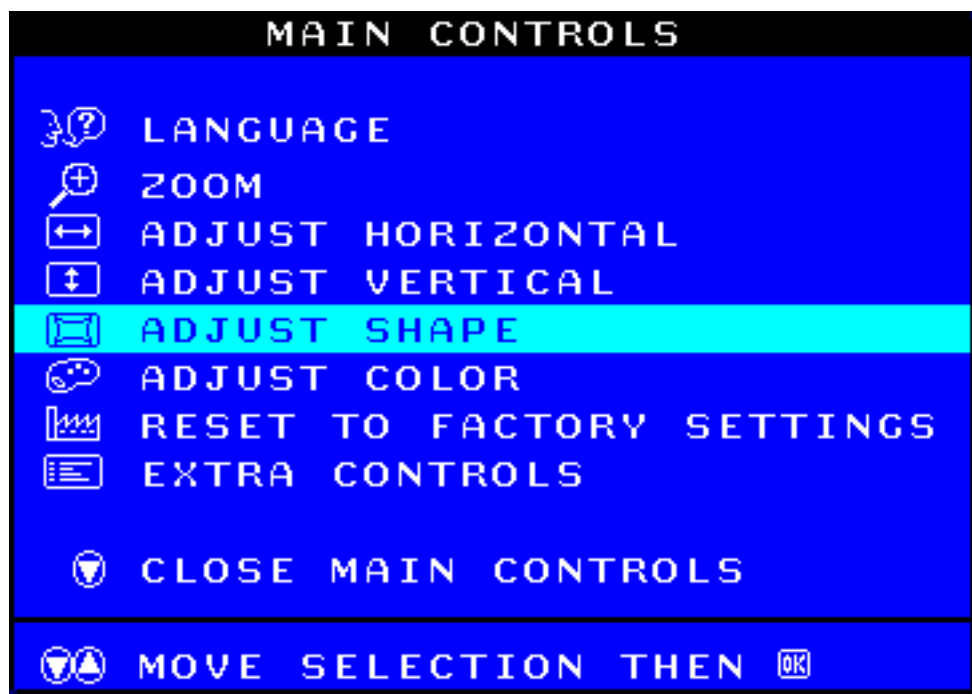 MAIN CONTROLS
LANGUAGE
ZOOM
ADJUST HORIZONTAL
ADJUST VERTICAL
ADJUST SHAPE
ADJUST COLOR
RESET TO FACTORY SETTINGS
EXTRA CONTROLS
CLOSE MAIN CONTROLS
MOVE SELECTION THEN OK